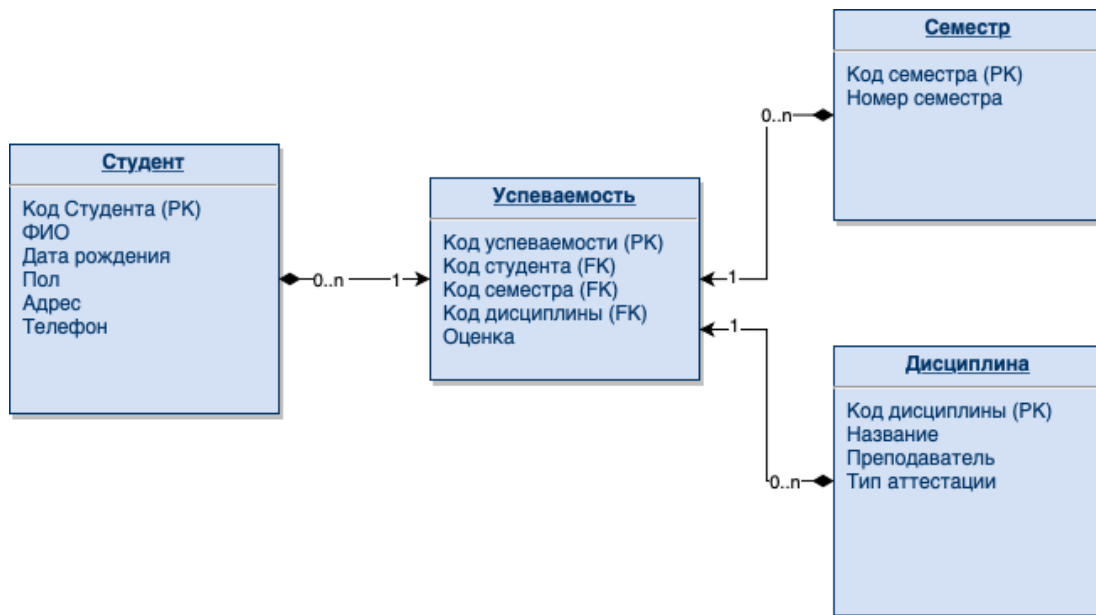 Студент
Код Студента (PK)
ФИО
Дата рождения
Пол
Адрес
Телефон
0..n
1
Успеваемость
Код успеваемости (PK)
Код студента (FK)
Код семестра (FK)
Код дисциплины (FK)
Оценка
Семестр
Код семестра (PK)
Номер семестра
0..n
1
1
0..n
Дисциплина
Код дисциплины (PK)
Название
Преподаватель
Тип аттестации